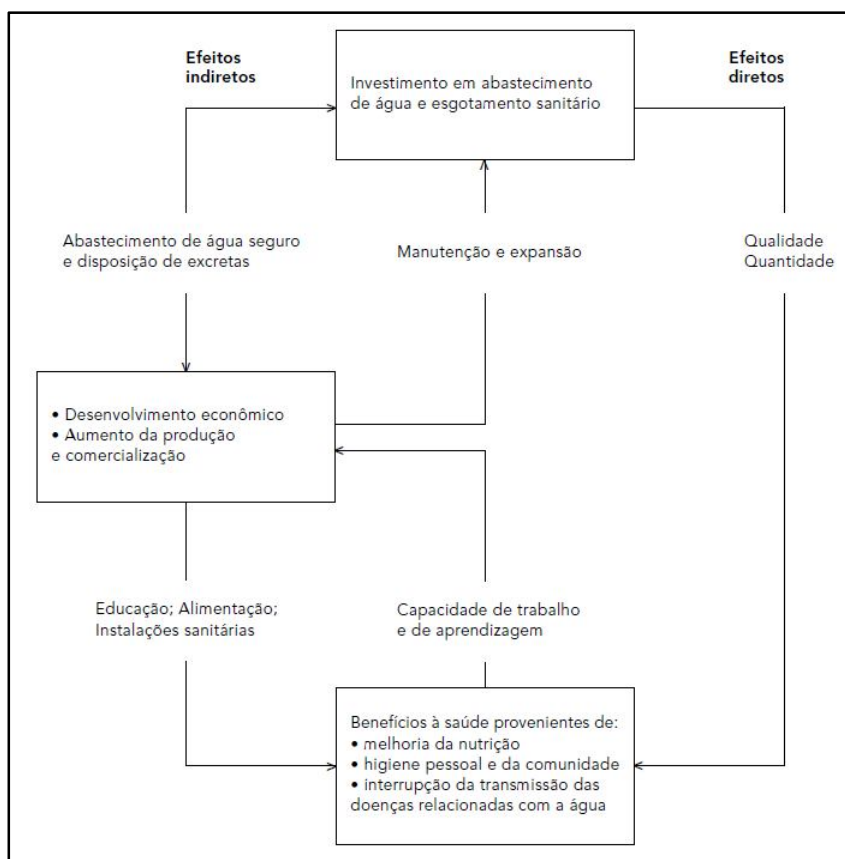 Efeitos
indiretos
Investimento em abastecimento
de água e esgotamento sanitário
Efeitos
diretos
Abastecimento de água seguro
e disposição de excretas
Manutenção e expansão
Qualidade
Quantidade
• Desenvolvimento econômico
• Aumento da produção
e comercialização
Educação; Alimentação;
Instalações sanitárias
Capacidade de trabalho
e de aprendizagem
Benefícios à saúde provenientes de:
• melhoria da nutrição
• higiene pessoal e da comunidade
• interrupção da transmissão das
doenças relacionadas com a água